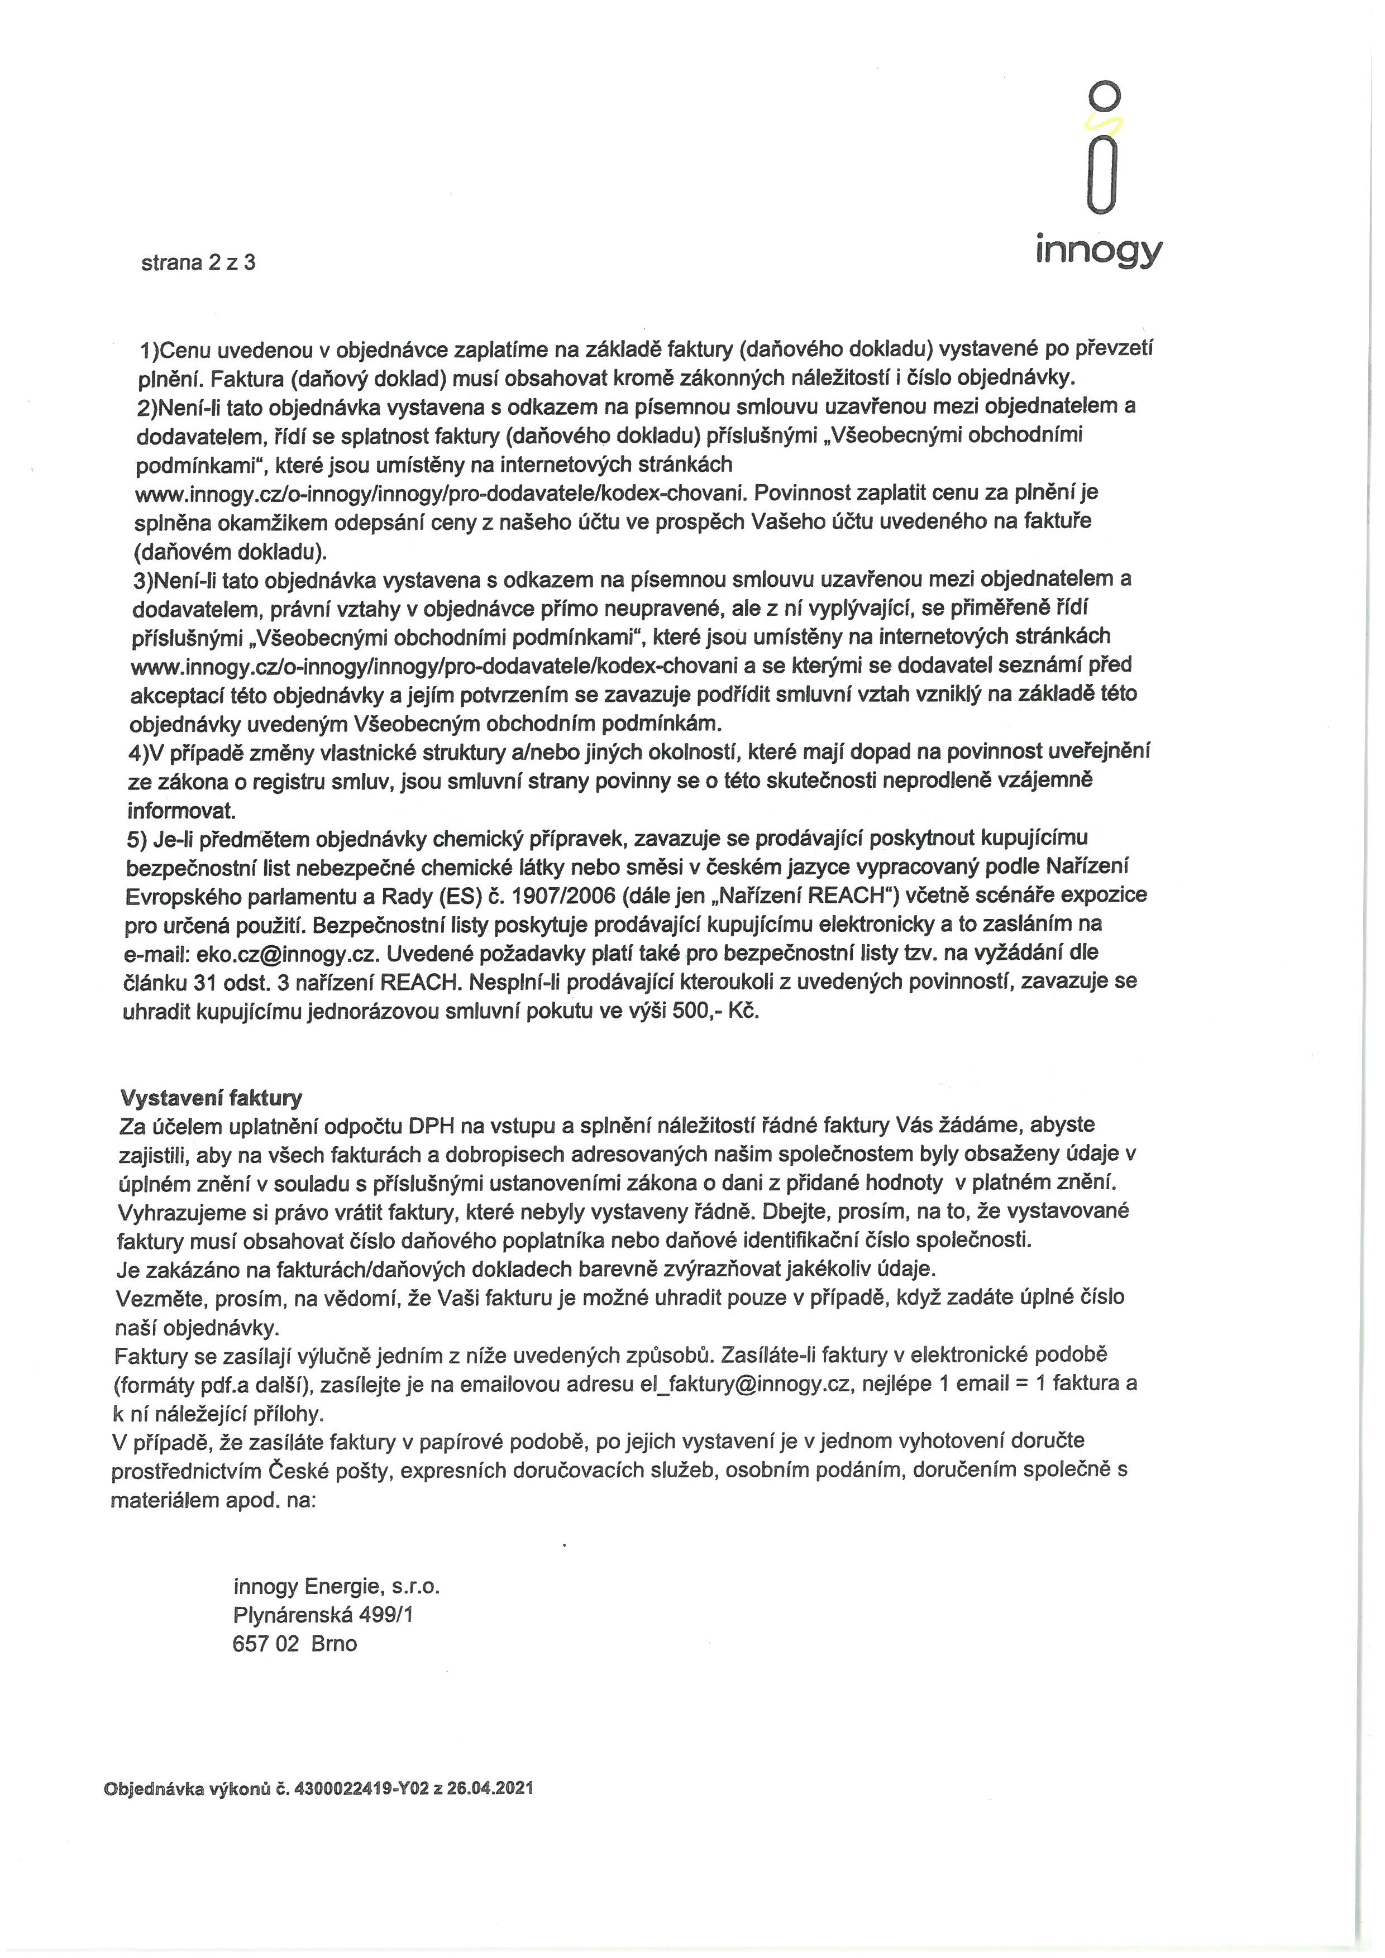 innogy
strana 2 z 3
1)Cenu uvedenou v objednávce zaplatíme na základě faktury (daňového dokladu) vystavené po převzetí
plnění. Faktura (daňový doklad) musí obsahovat kromě zákonných náležitostí i číslo objednávky.
2)Není-li tato objednávka vystavena s odkazem na písemnou smlouvu uzavřenou mezi objednatelem a
dodavatelem, řídí se splatnost faktury (daňového dokladu) příslušnými „Všeobecnými obchodními
podmínkami“, které jsou umístěny na internetových stránkách
www.innogy.cz/o-innogy/innogy/pro-dodavatele/kodex-chovani. Povinnost zaplatit cenu za plnění je
splněna okamžikem odepsání ceny z našeho účtu ve prospěch Vašeho účtu uvedeného na faktuře
(daňovém dokladu).
3)Není-li tato objednávka vystavena s odkazem na písemnou smlouvu uzavřenou mezi objednatelem a
dodavatelem, právní vztahy v objednávce přímo neupravené, ale z ní vyplývající, se přiměřeně řídí
příslušnými „Všeobecnými obchodními podmínkami“, které jsou umístěny na internetových stránkách
www.innogy.cz/o-innogy/innogy/pro-dodavatele/kodex-chovani a se kterými se dodavatel seznámí před
akceptací této objednávky a jejím potvrzením se zavazuje podřídit smluvní vztah vzniklý na základě této
objednávky uvedeným Všeobecným obchodním podmínkám.
4)V případě změny vlastnické struktury a/nebo jiných okolností, které mají dopad na povinnost uveřejnění
ze zákona o registru smluv, jsou smluvní strany povinny se o této skutečnosti neprodleně vzájemně
informovat.
5) Je-li předmětem objednávky chemický přípravek, zavazuje se prodávající poskytnout kupujícímu
bezpečnostní list nebezpečné chemické látky nebo směsi v českém jazyce vypracovaný podle Nařízení
Evropského parlamentu a Rady (ES) č. 1907/2006 (dále jen „Nařízení REACH“) včetně scénáře expozice
pro určená použití. Bezpečnostní listy poskytuje prodávající kupujícímu elektronicky a to zasláním na
e-mail: eko.cz@innogy.cz. Uvedené požadavky platí také pro bezpečnostní listy tzv. na vyžádání dle
článku 31 odst. 3 nařízení REACH. Nesplní-li prodávající kteroukoli z uvedených povinností, zavazuje se
uhradit kupujícímu jednorázovou smluvní pokutu ve výši 500,- Kč.
Vystavení faktury
Za účelem uplatnění odpočtu DPH na vstupu a splnění náležitostí řádné faktury Vás žádáme, abyste
zajistili, aby na všech fakturách a dobropisech adresovaných našim společnostem byly obsaženy údaje v
úplném znění v souladu s příslušnými ustanoveními zákona o dani z přidané hodnoty  v platném znění.
Vyhrazujeme si právo vrátit faktury, které nebyly vystaveny řádně. Dbejte, prosím, na to, že vystavované
faktury musí obsahovat číslo daňového poplatníka nebo daňové identifikační číslo společnosti.
Je zakázáno na fakturách/daňových dokladech barevně zvýrazňovat jakékoliv údaje.
Vezměte, prosím, na vědomí, že Vaši fakturu je možné uhradit pouze v případě, když zadáte úplné číslo
naší objednávky.
Faktury se zasílají výlučně jedním z níže uvedených způsobů. Zasíláte-li faktury v elektronické podobě
(formáty pdf.a další), zasílejte je na emailovou adresu el_faktury@innogy.cz, nejlépe 1 email = 1 faktura a
k ní náležející přílohy.
V případě, že zasíláte faktury v papírové podobě, po jejich vystavení je v jednom vyhotovení doručte
prostřednictvím České pošty, expresních doručovacích služeb, osobním podáním, doručením společně s
materiálem apod. na:
innogy Energie, s.r.o.
Plynárenská 499/1
657 02  Brno
Objednávka výkonů č. 4300022419-Y02 z 26.04.2021